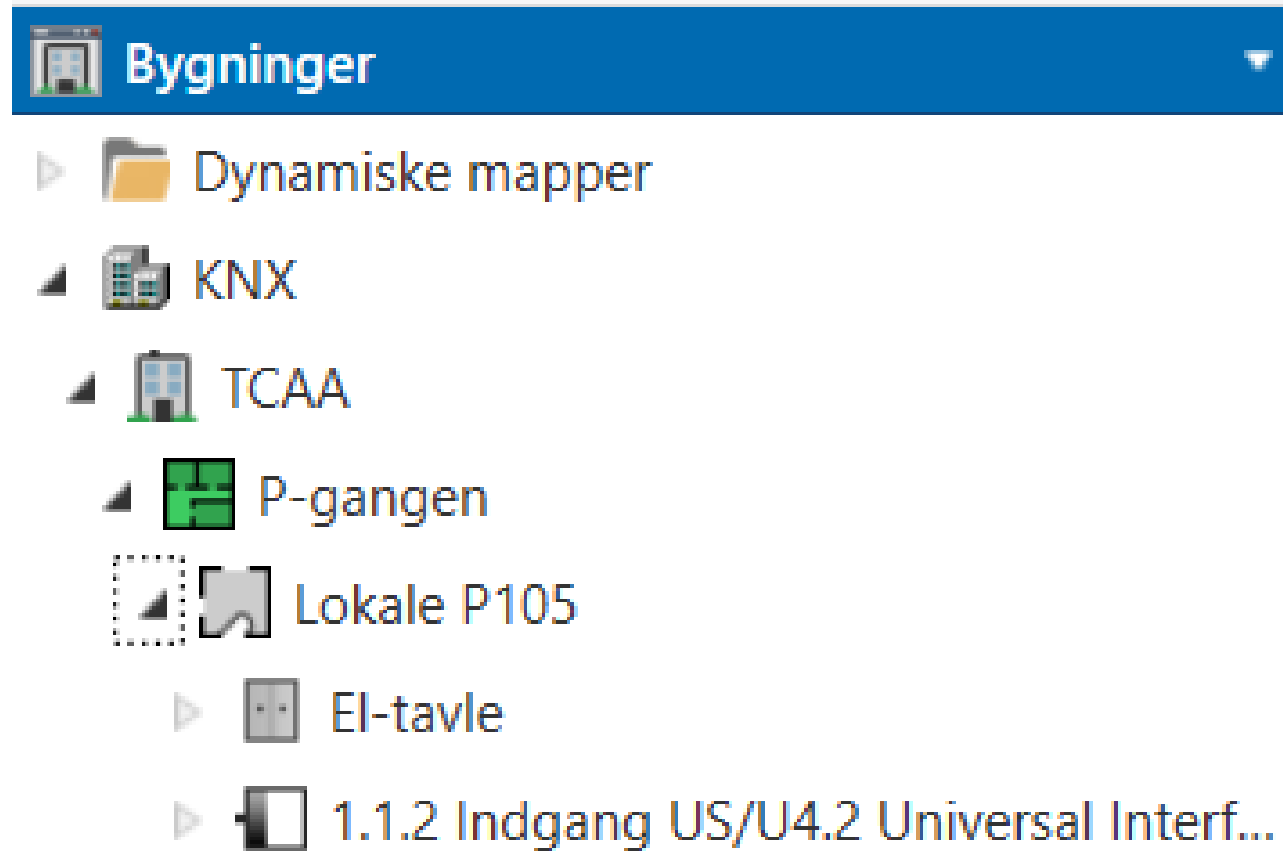 Bygninger
Dynamiske mapper
KNX
TCAA
P-gangen
Lokale P105
El-tavle
1.1.2 Indgang US/U4.2 Universal Interf...